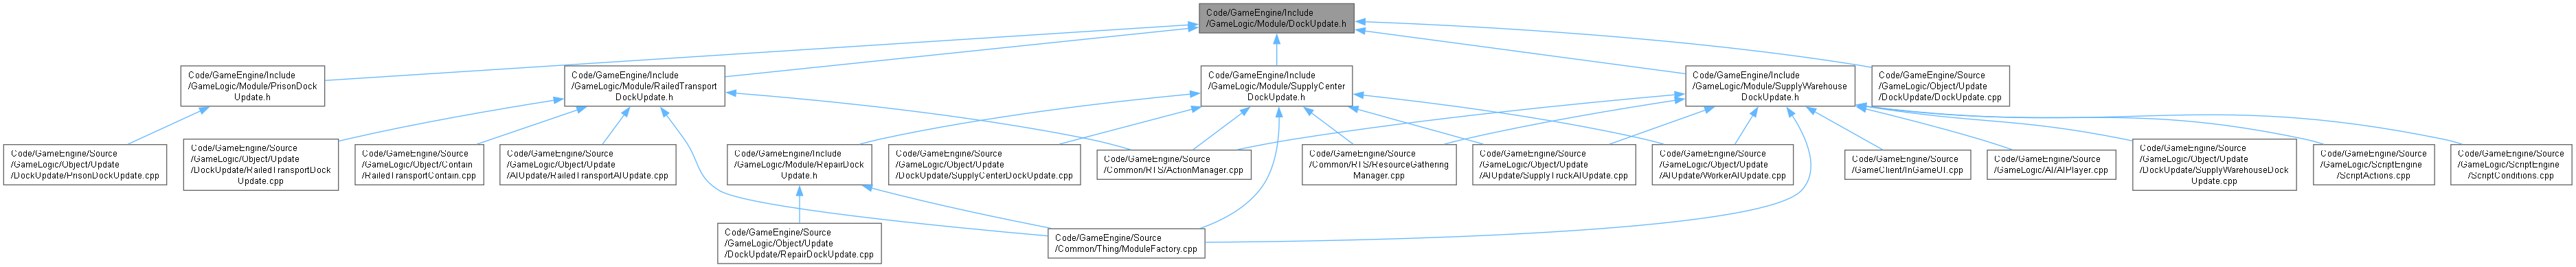 Code/GameEngine/Include
/GameLogic/Module/DockUpdate.h
Code/GameEngine/Include
/GameLogic/Module/PrisonDock
Update.h
Code/GameEngine/Include
/GameLogic/Module/RailedTransport
DockUpdate.h
Code/GameEngine/Include
/GameLogic/Module/SupplyCenter
DockUpdate.h
Code/GameEngine/Include
/GameLogic/Module/SupplyWarehouse
DockUpdate.h
Code/GameEngine/Source
/GameLogic/Object/Update
/DockUpdate/DockUpdate.cpp
Code/GameEngine/Source
/GameLogic/Object/Update
/DockUpdate/PrisonDockUpdate.cpp
Code/GameEngine/Source
/GameLogic/Object/Update
/DockUpdate/RailedTransportDock
Update.cpp
Code/GameEngine/Source
/GameLogic/Object/Contain
/RailedTransportContain.cpp
Code/GameEngine/Source
/GameLogic/Object/Update
/AIUpdate/RailedTransportAIUpdate.cpp
Code/GameEngine/Include
/GameLogic/Module/RepairDock
Update.h
Code/GameEngine/Source
/GameLogic/Object/Update
/DockUpdate/SupplyCenterDockUpdate.cpp
Code/GameEngine/Source
/Common/RTS/ActionManager.cpp
Code/GameEngine/Source
/Common/RTS/ResourceGathering
Manager.cpp
Code/GameEngine/Source
/GameLogic/Object/Update
/AIUpdate/SupplyTruckAIUpdate.cpp
Code/GameEngine/Source
/GameLogic/Object/Update
/AIUpdate/WorkerAIUpdate.cpp
Code/GameEngine/Source
/GameClient/InGameUI.cpp
Code/GameEngine/Source
/GameLogic/AI/AIPlayer.cpp
Code/GameEngine/Source
/GameLogic/Object/Update
/DockUpdate/SupplyWarehouseDock
Update.cpp
Code/GameEngine/Source
/GameLogic/ScriptEngine
/ScriptActions.cpp
Code/GameEngine/Source
/GameLogic/ScriptEngine
/ScriptConditions.cpp
Code/GameEngine/Source
/GameLogic/Object/Update
/DockUpdate/RepairDockUpdate.cpp
Code/GameEngine/Source
/Common/Thing/ModuleFactory.cpp